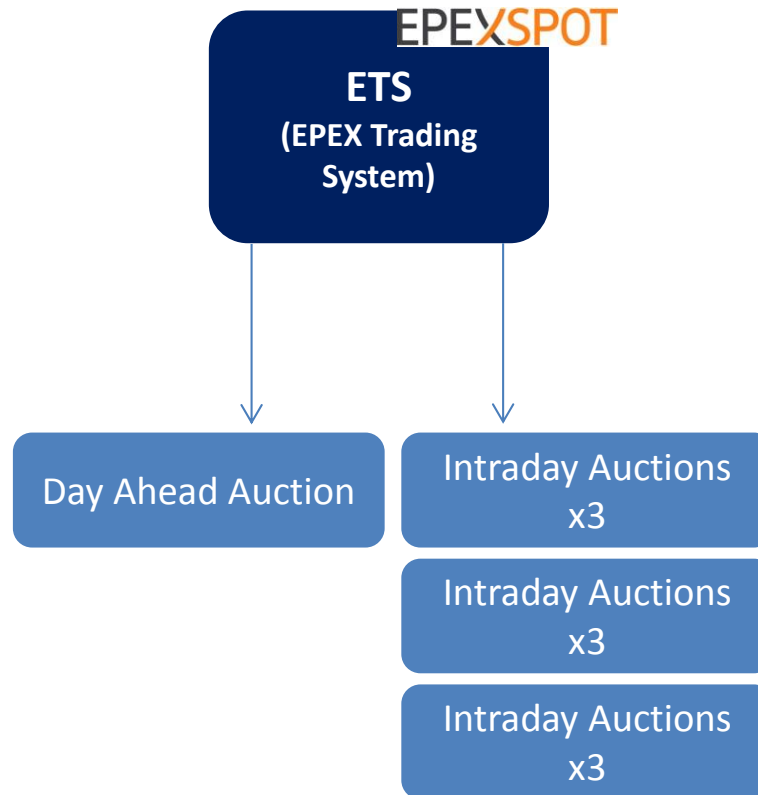 EPEXSPOT
ETS
(EPEX Trading
System)
Day Ahead Auction
Intraday Auctions
x3
Intraday Auctions
x3
Intraday Auctions
x3